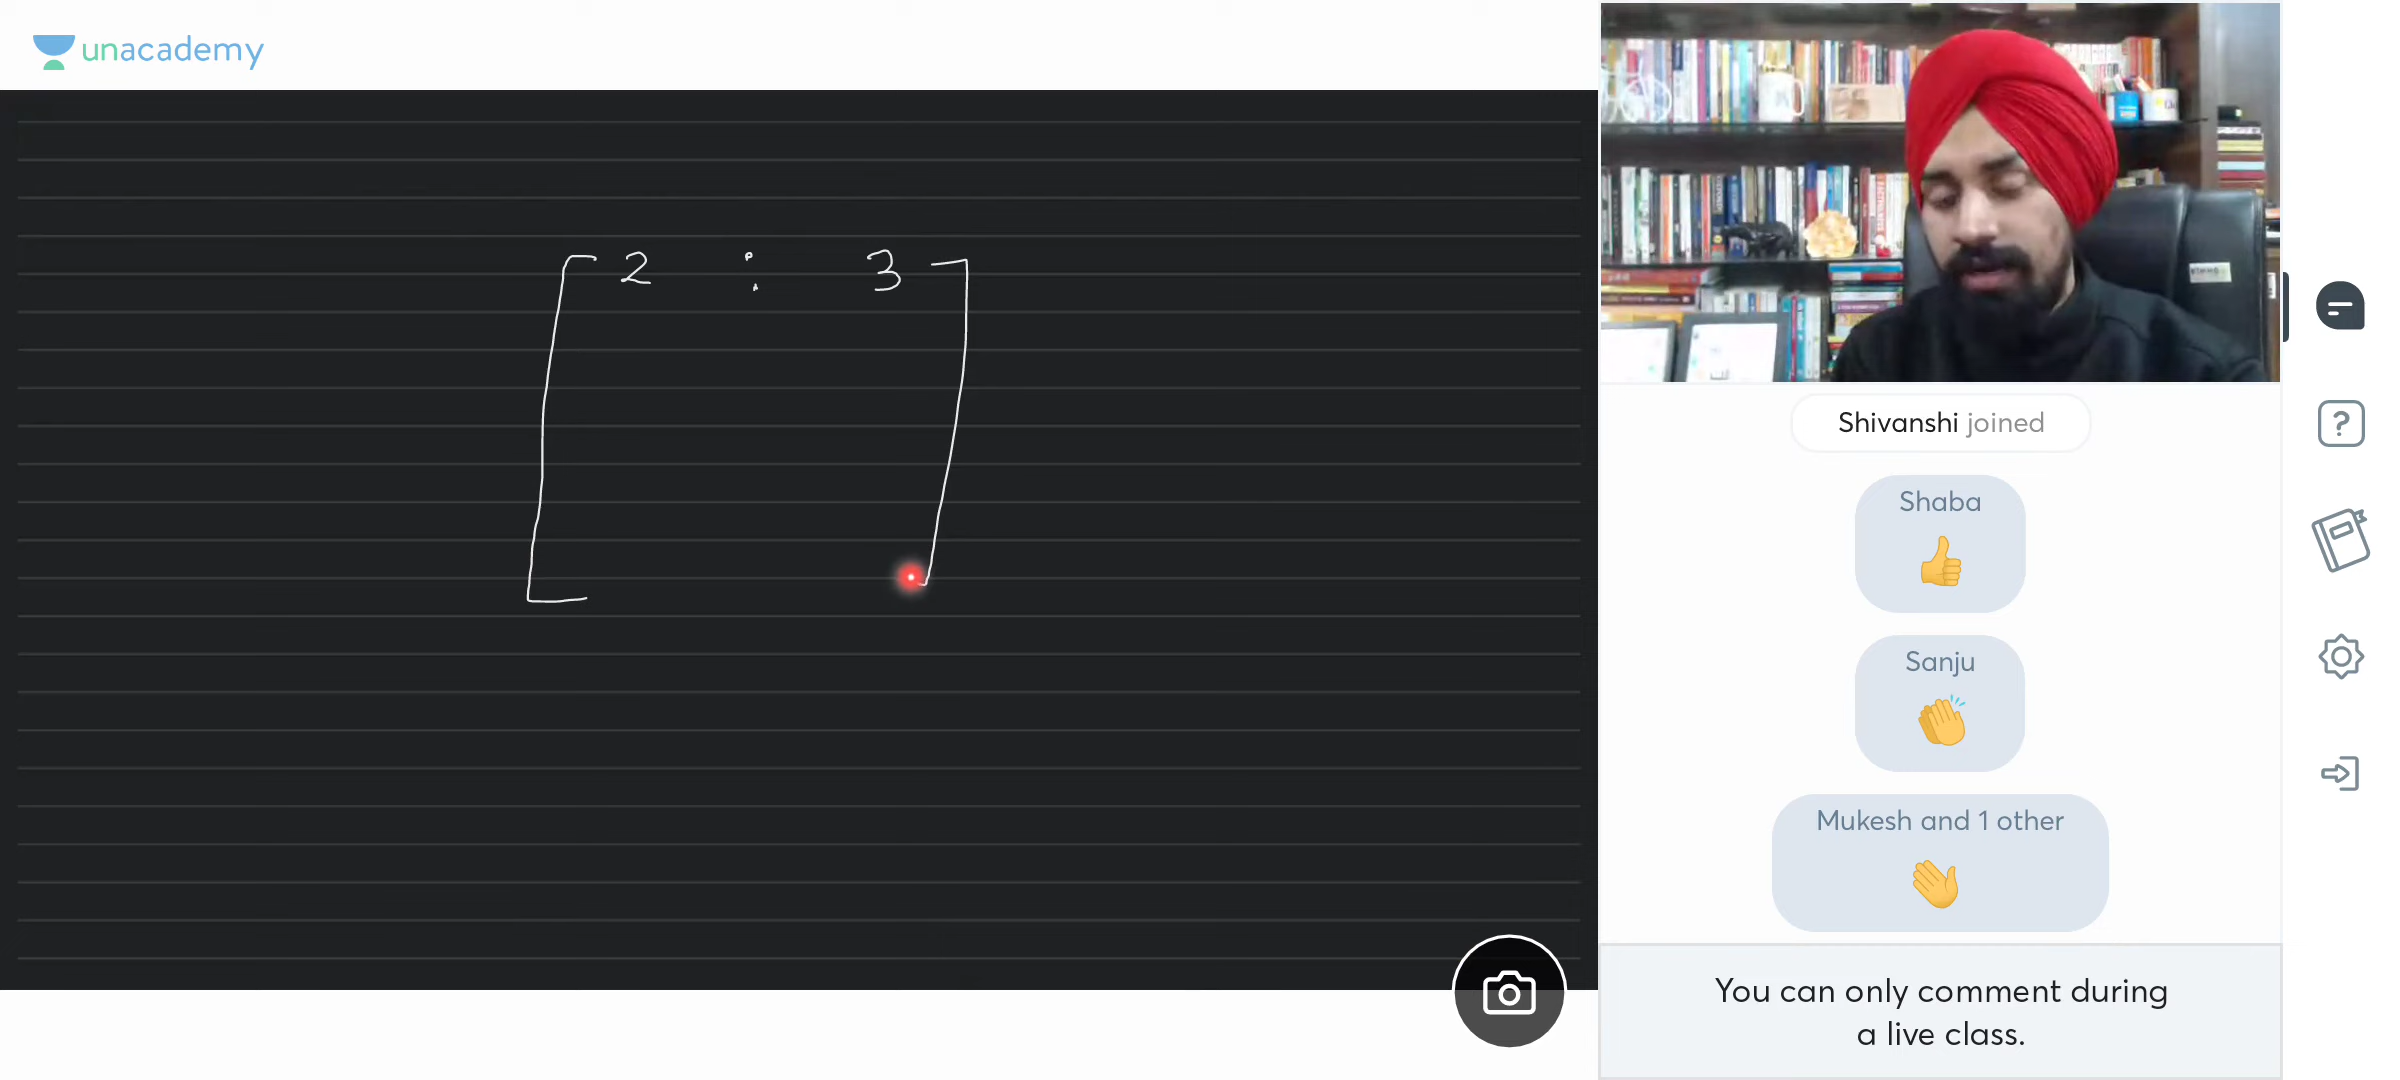 unacademy
2 : 3
Shivanshi joined
Shaba
Sanju
Mukesh and 1 other
You can only comment during
a live class.